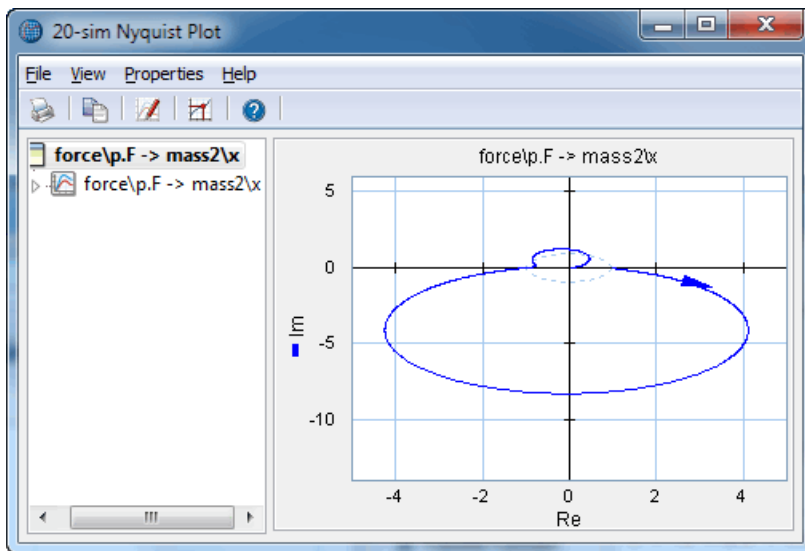 20-sim Nyquist Plot
File View Properties Help
force\p.F -> mass2\x
force\p.F -> mass2\x
force\p.F -> mass2\x
5
0
-5
-10
Im
-4 -2 0 2 4
Re